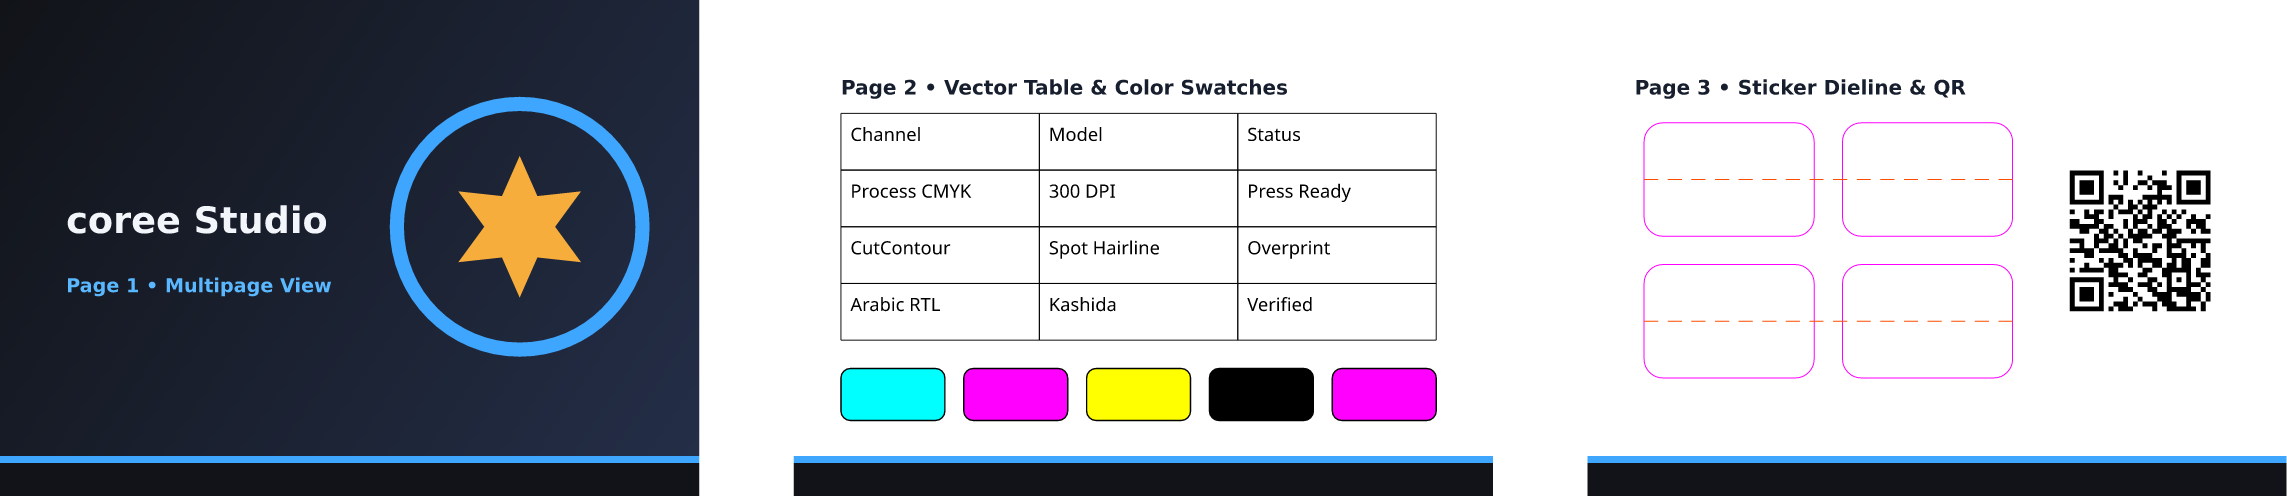 coree Studio
Page 1 • Multipage View
Page 2 • Vector Table & Color Swatches
Channel Model Status
Process CMYK 300 DPI Press Ready
CutContour Spot Hairline Overprint
Arabic RTL Kashida Verified
Page 3 • Sticker Dieline & QR